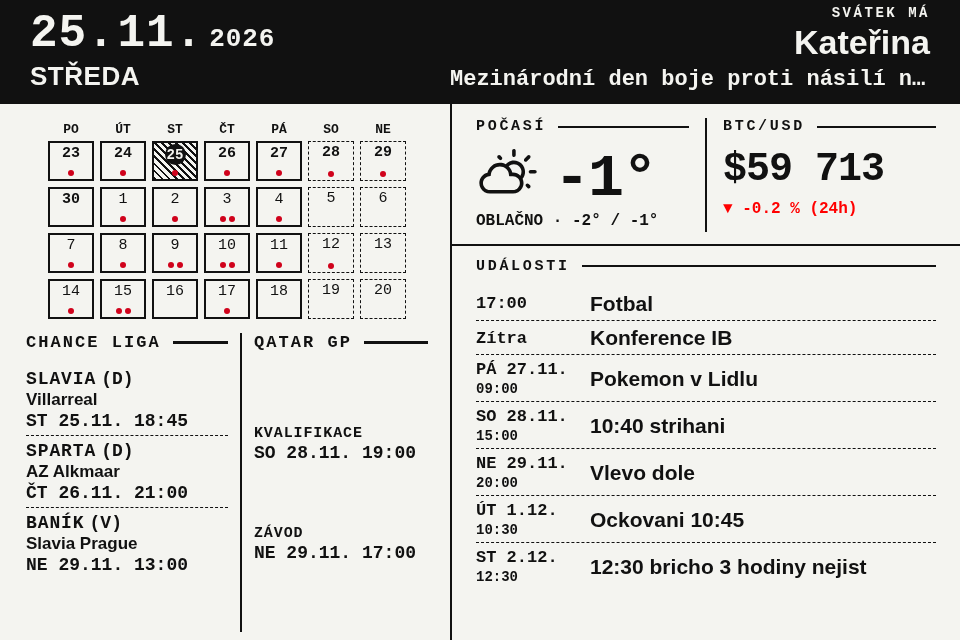 25.11. 2026
STŘEDA
SVÁTEK MÁ
Kateřina
Mezinárodní den boje proti násilí n…
PO ÚT ST ČT PÁ SO NE
23 24 25 26 27 28 29
30 1 2 3 4 5 6
7 8 9 10 11 12 13
14 15 16 17 18 19 20
CHANCE LIGA
SLAVIA (D)
Villarreal
ST 25.11. 18:45
SPARTA (D)
AZ Alkmaar
ČT 26.11. 21:00
BANÍK (V)
Slavia Prague
NE 29.11. 13:00
QATAR GP
KVALIFIKACE
SO 28.11. 19:00
ZÁVOD
NE 29.11. 17:00
POČASÍ
-1°
OBLAČNO · -2° / -1°
BTC/USD
$59 713
▼ -0.2 % (24h)
UDÁLOSTI
17:00 Fotbal
Zítra Konference IB
PÁ 27.11. 09:00 Pokemon v Lidlu
SO 28.11. 15:00 10:40 strihani
NE 29.11. 20:00 Vlevo dole
ÚT 1.12. 10:30 Ockovani 10:45
ST 2.12. 12:30 12:30 bricho 3 hodiny nejist